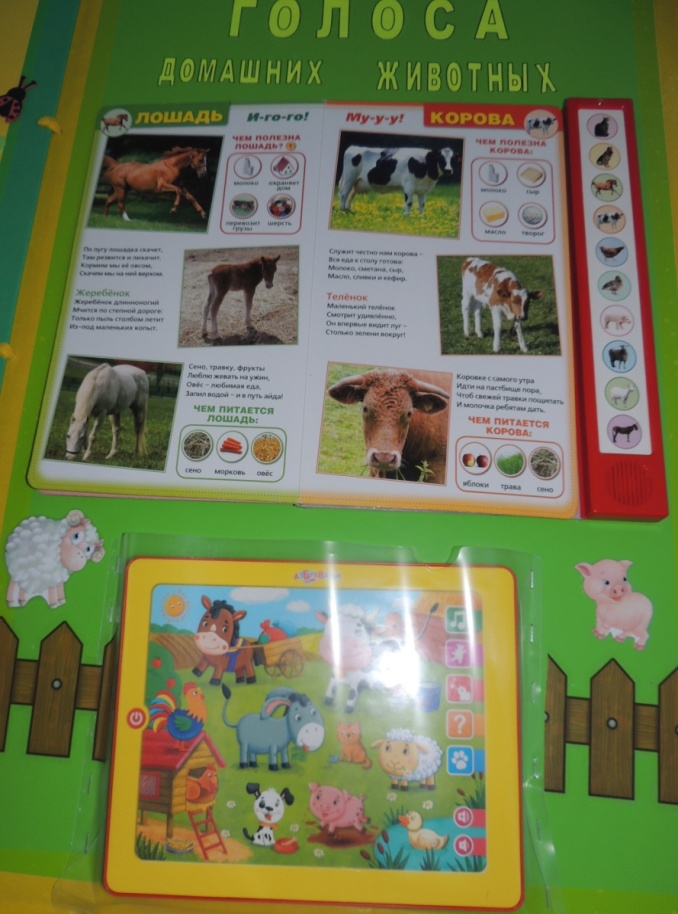 ГОЛОСА
ДОМАШНИХ ЖИВОТНЫХ
ЛОШАДЬ И-го-го!
ЧЕМ ПОЛЕЗНА
ЛОШАДЬ?
молоко охраняет
дом
перевозит
грузы шерсть
По лугу лошадка скачет,
Там резвится и
Кормим мы её овсом,
Скачем мы на ней верхом.
Жеребёнок
Жеребёнок длинноногий
Мчится по степной дороге:
Только пыль столбом летит
Из-под маленьких копыт.
Сено, травку, фрукты
Люблю жевать на ужин,
Овёс – любимая еда,
Запил водой – и в путь айда!
ЧЕМ ПИТАЕТСЯ
ЛОШАДЬ:
сено морковь овёс
Му-у-у! КОРОВА
ЧЕМ ПОЛЕЗНА
КОРОВА:
молоко сыр
масло творог
Служит честно нам корова –
Вся еда к столу готова:
Молоко, сметана, сыр,
Масло, сливки и кефир.
Телёнок
Маленький телёнок
Смотрит удивлённо,
Он впервые видит луг –
Столько зелени вокруг!
Коровке с самого утра
Идти на пастбище пора,
Чтоб свежей травки пощипать
И молочка ребятам дать.
ЧЕМ ПИТАЕТСЯ
КОРОВА:
яблоки трава сено
?